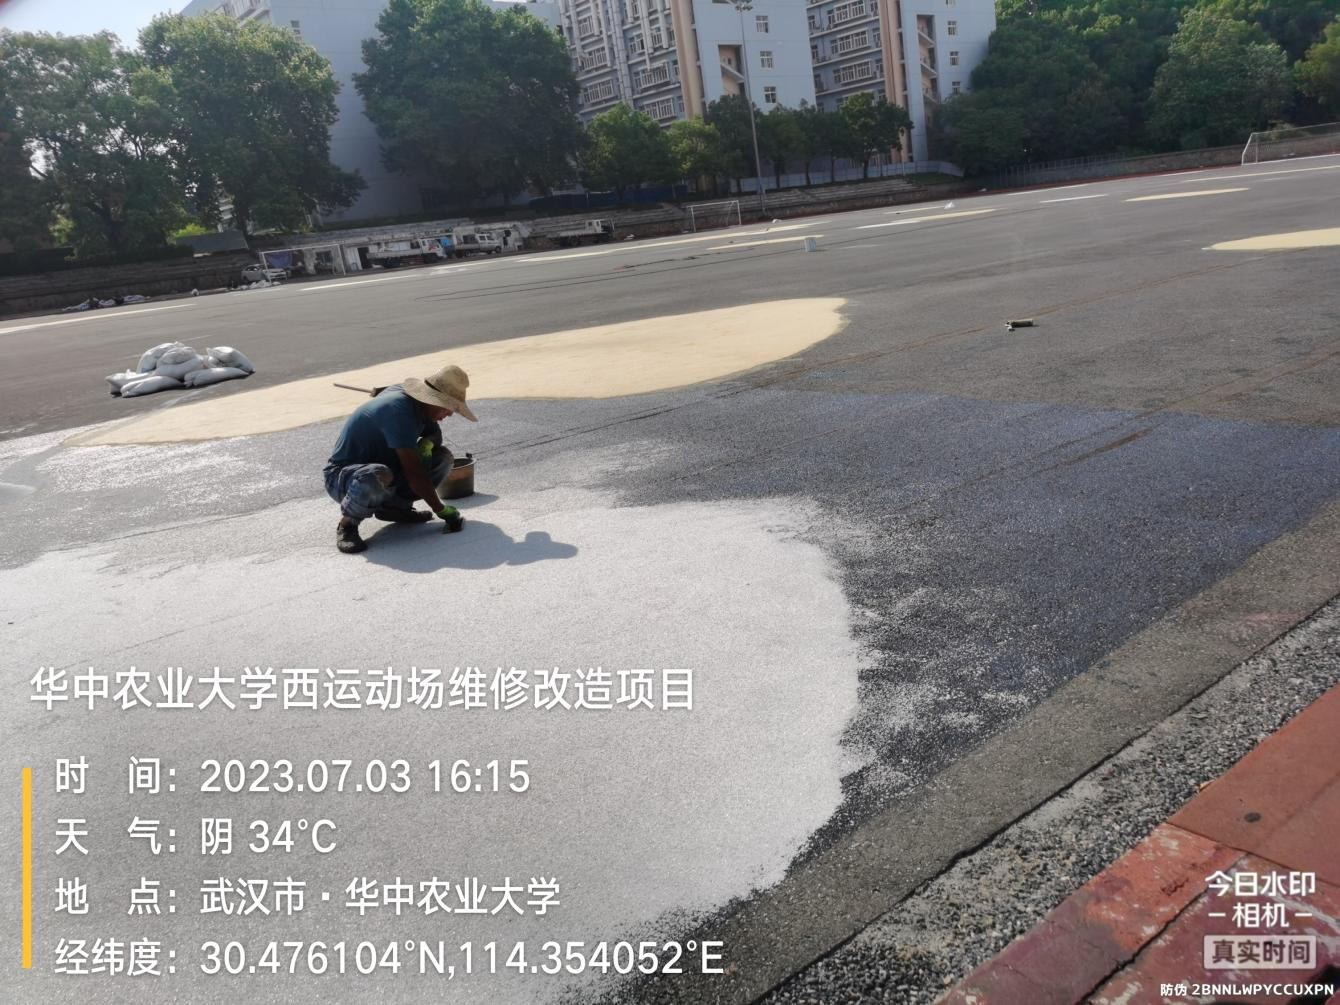 华中农业大学西运动场维修改造项目
时 间：2023.07.03 16:15
天 气：阴 34°C
地 点：武汉市·华中农业大学
经纬度：30.476104°N,114.354052°E
今日水印
-相机-
真实时间
防伪 2BNNLWPYCCUXPN